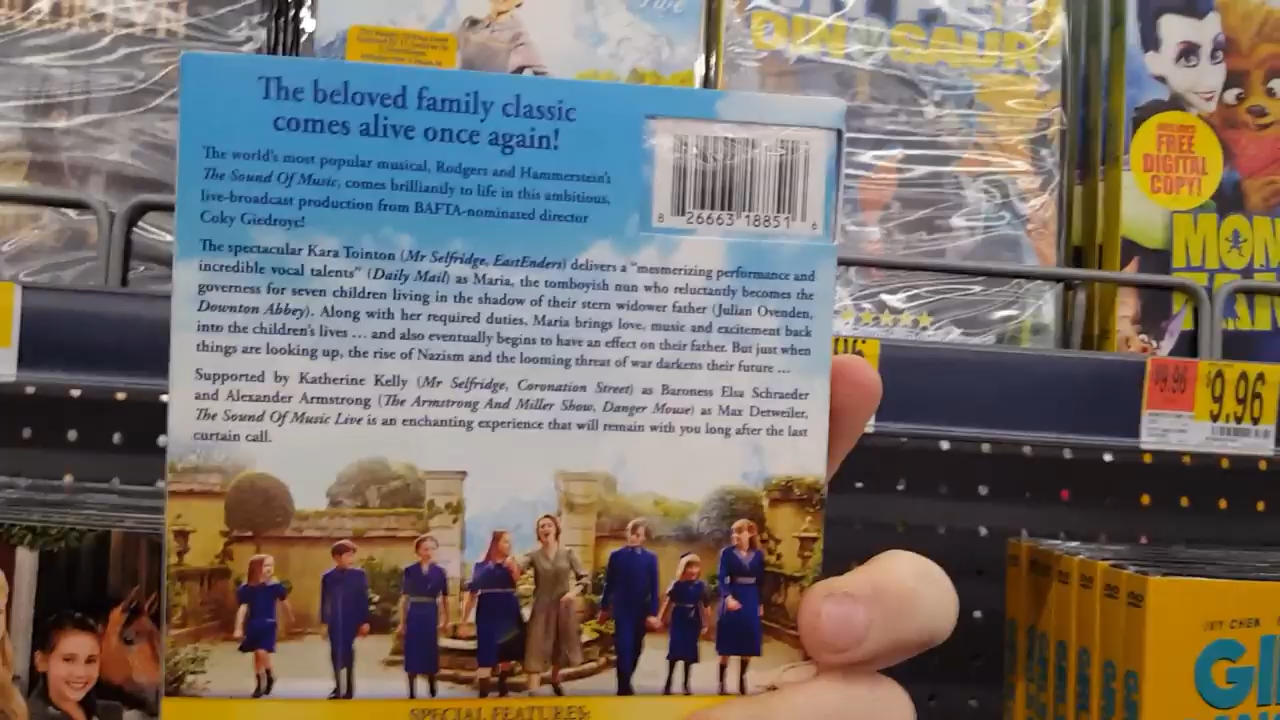 The beloved family classic
comes alive once again!
The world's most popular musical, Rodgers and Hammerstein's
The Sound Of Music, comes brilliantly to life in this ambitious,
live-broadcast production from BAFTA-nominated director
Coky Giedroyc!
8 26663 18851 6
The spectacular Kara Tointon (Mr Selfridge, EastEnders) delivers a "mesmerizing performance and
incredible vocal talents" (Daily Mail) as Maria, the tomboyish nun who reluctantly becomes the
governess for seven children living in the shadow of their stern widower father (Julian Ovenden,
Downton Abbey). Along with her required duties, Maria brings love, music and excitement back
into the children's lives ... and also eventually begins to have an effect on their father. But just when
things are looking up, the rise of Nazism and the looming threat of war darkens their future ...
Supported by Katherine Kelly (Mr Selfridge, Coronation Street) as Baroness Elsa Schraeder
and Alexander Armstrong (The Armstrong And Miller Show, Danger Mouse) as Max Detweiler,
The Sound Of Music Live is an enchanting experience that will remain with you long after the last
curtain call.
SPECIAL FEATURES:
DINOSAUR
INCLUDES
FREE
DIGITAL
COPY!
MON
$9.96
$9.96
DVD
GI